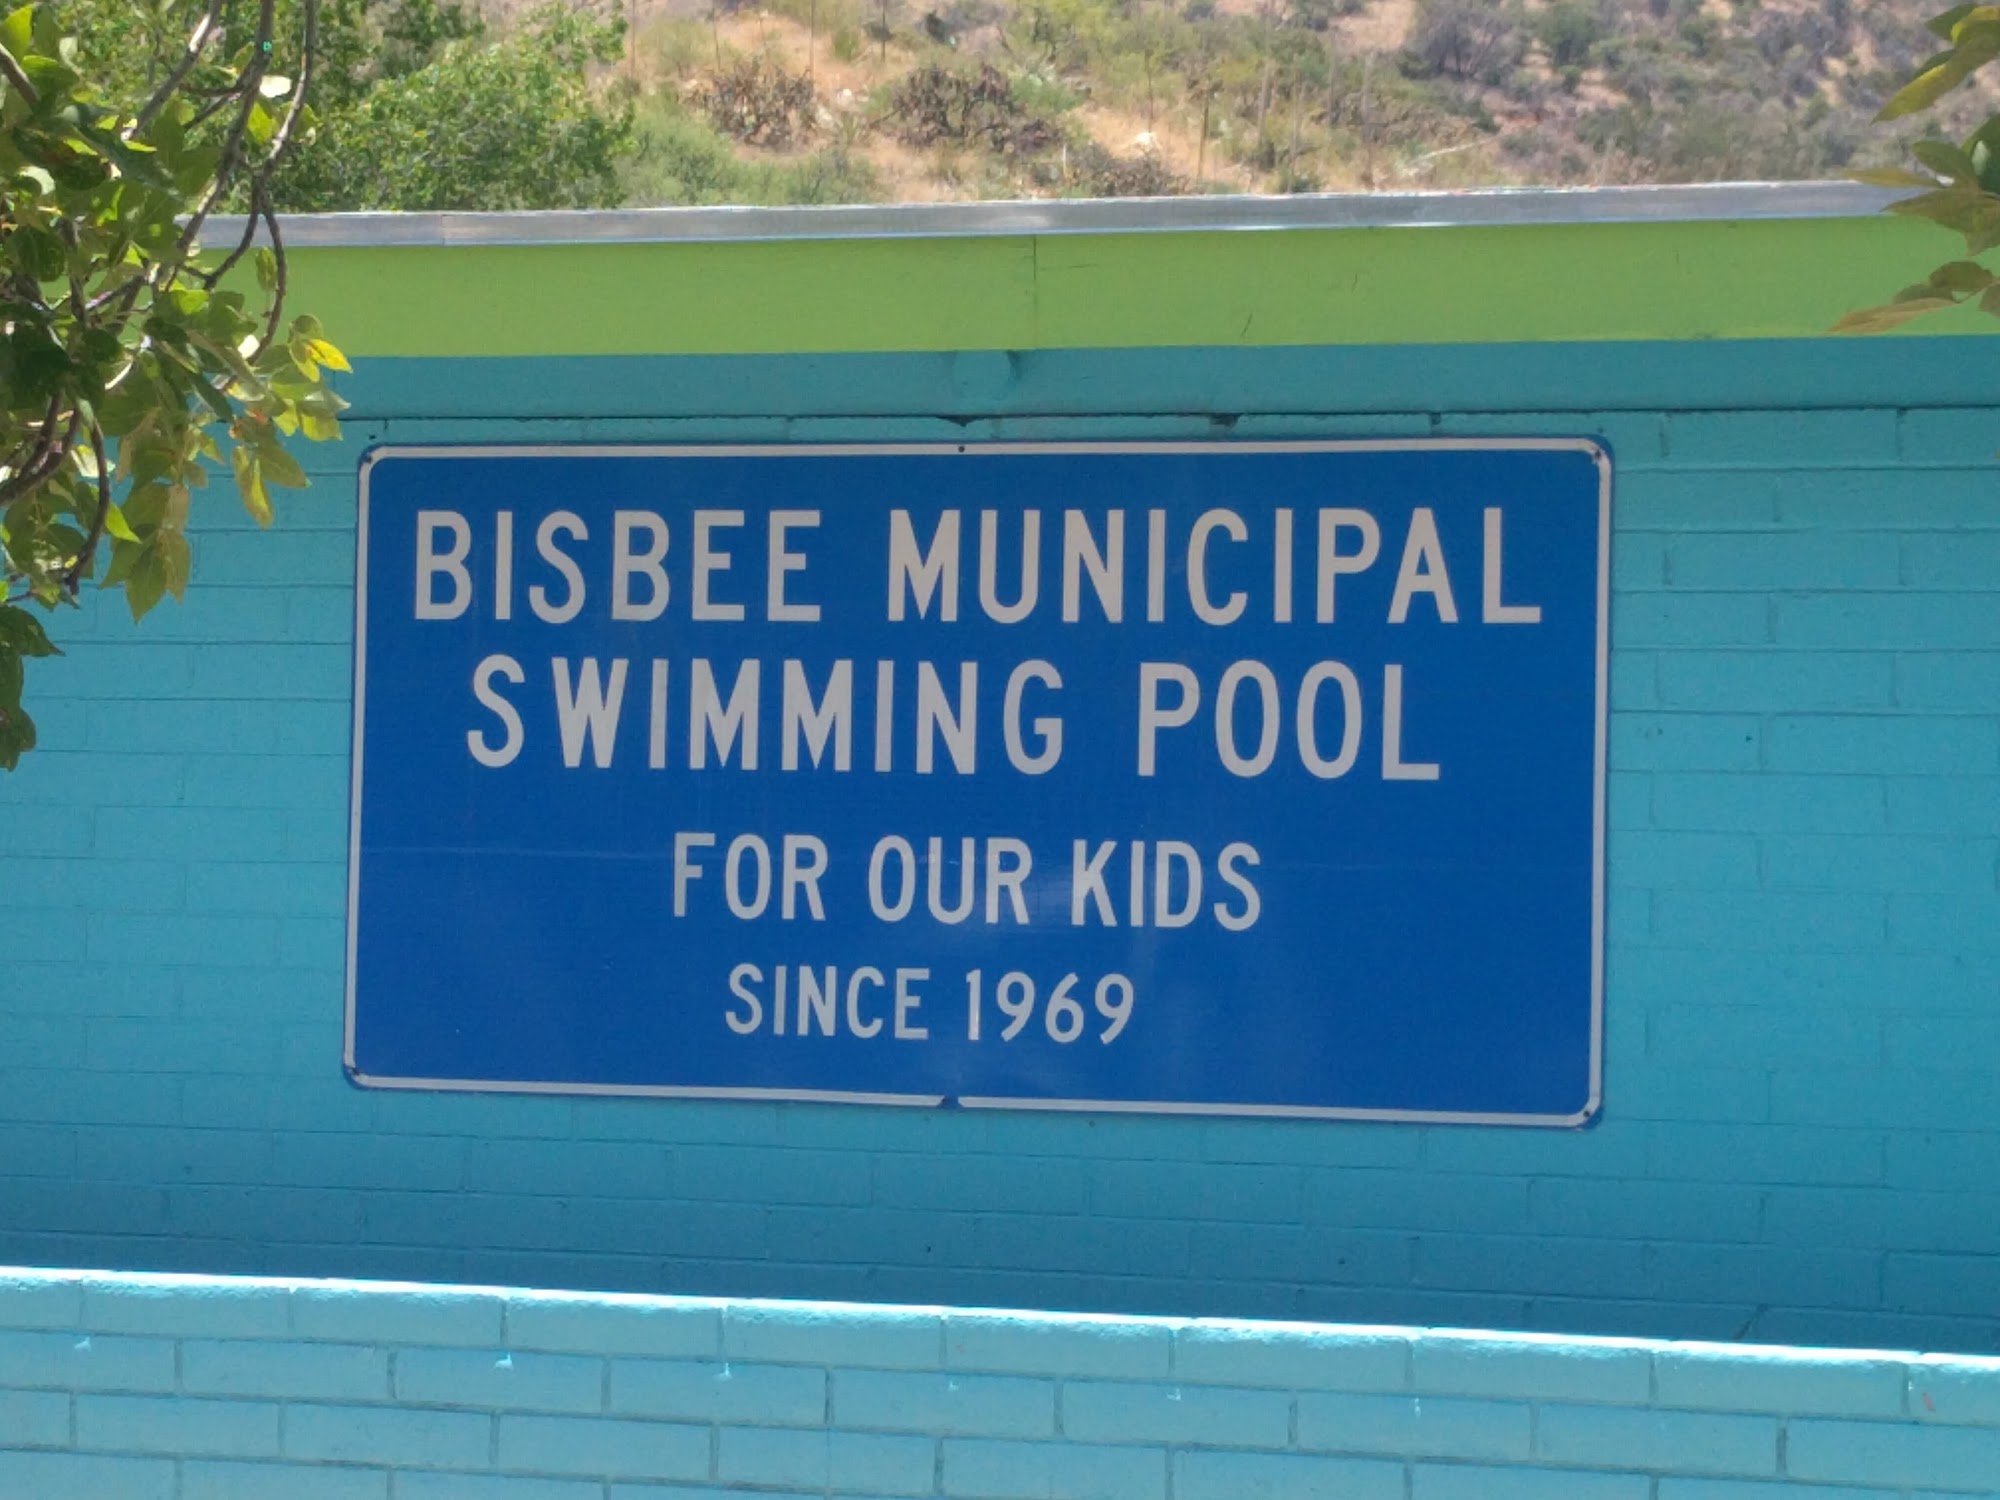 BISBEE MUNICIPAL
SWIMMING POOL
FOR OUR KIDS
SINCE 1969